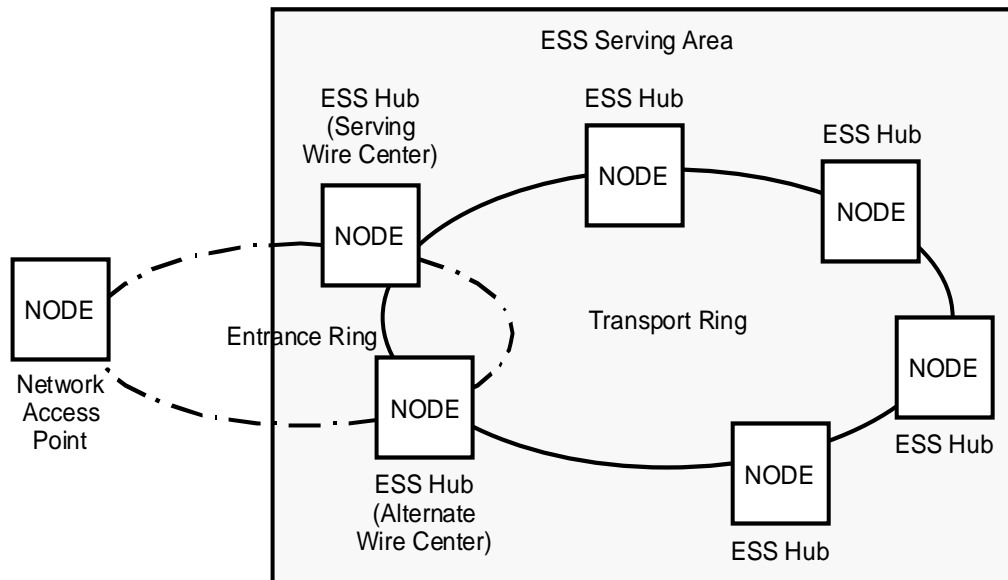 ESS Serving Area
ESS Hub
(Serving
Wire Center)
NODE
ESS Hub
NODE
ESS Hub
NODE
NODE
Network
Access
Point
Entrance Ring
Transport Ring
NODE
ESS Hub
NODE
ESS Hub
(Alternate
Wire Center)
NODE
ESS Hub